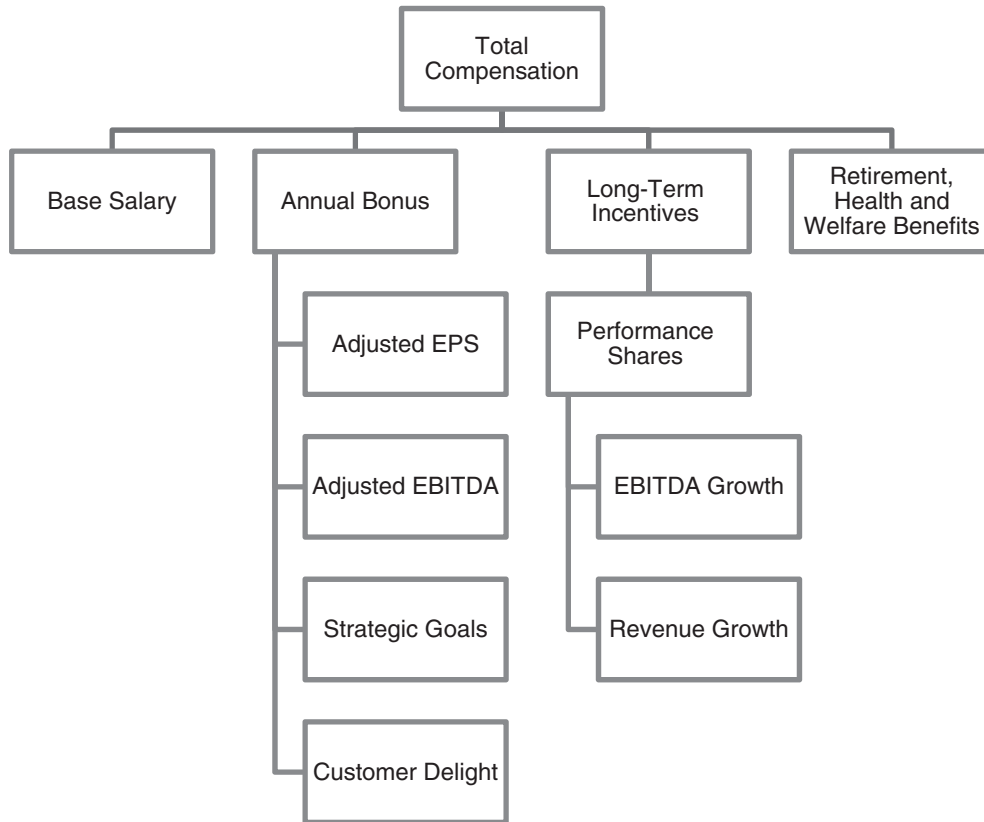 Total
Compensation
Base Salary
Annual Bonus
Long-Term
Incentives
Retirement,
Health and
Welfare Benefits
Adjusted EPS
Adjusted EBITDA
Strategic Goals
Customer Delight
Performance
Shares
EBITDA Growth
Revenue Growth